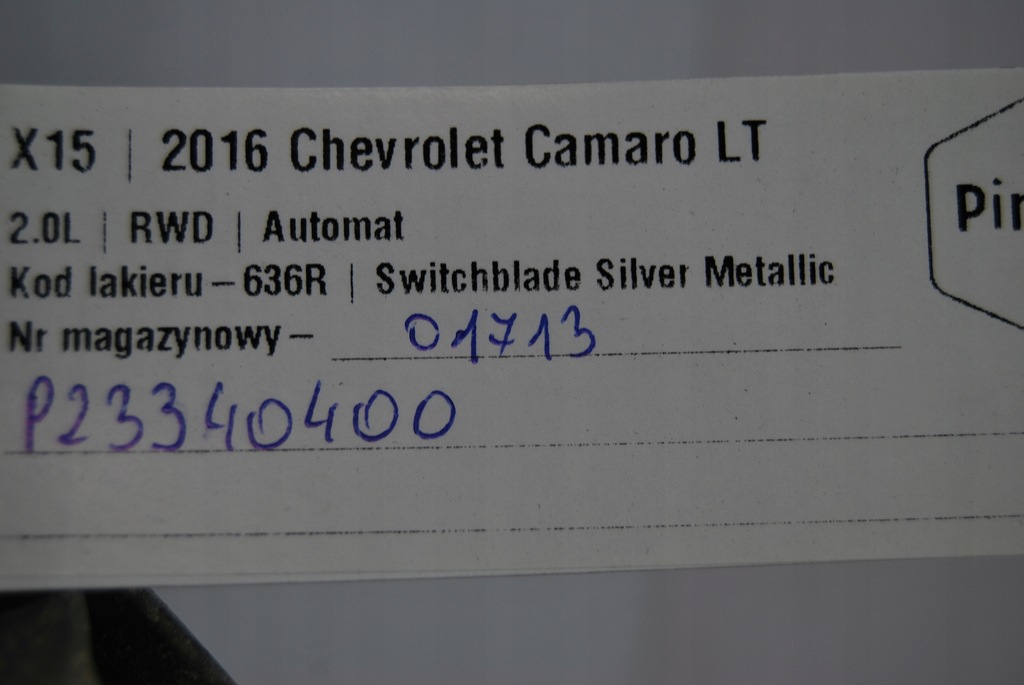 X15 | 2016 Chevrolet Camaro LT
2.0L | RWD | Automat
Kod lakieru – 636R | Switchblade Silver Metallic
Nr magazynowy – 01713
P23340400